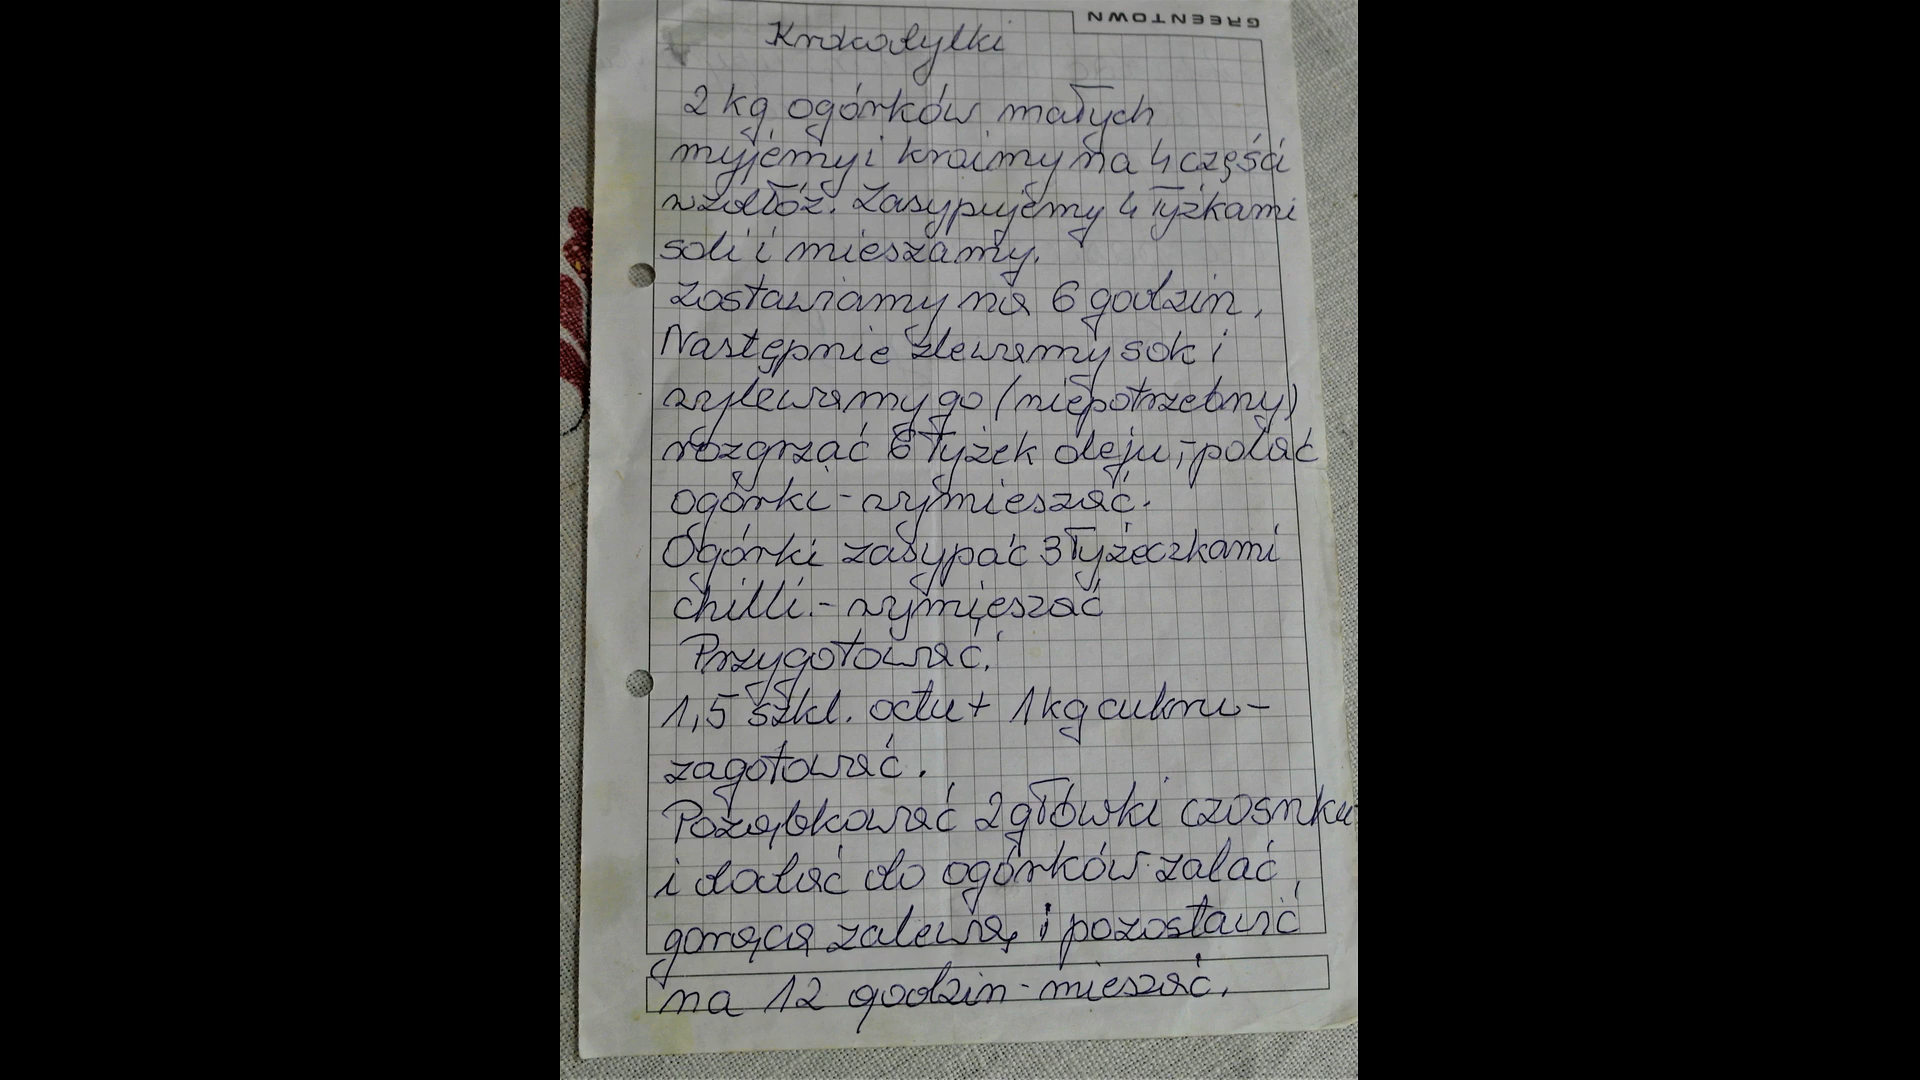 GREENTOWN
Krokodylki
2 kg ogórków małych
myjemy i kroimy na 4 części
wzdłóż. Zasypujemy 4 łyżkami
soli i mieszamy.
Zostawiamy na 6 godzin.
Następnie zlewamy sok i
wylewamy go (niepotrzebny)
rozgrzać 6 łyżek oleju,-polać
ogórki - wymieszać.
Ogórki zasypać 3 łyżeczkami
chilli.- wymieszać
Przygotować:
1,5 szkl. octu + 1 kg cukru -
zagotować.
Poząbkować 2 główki czosnku
i dodać do ogórków. zalać
gorącą zalewą i pozostawić
na 12 godzin - mieszać.